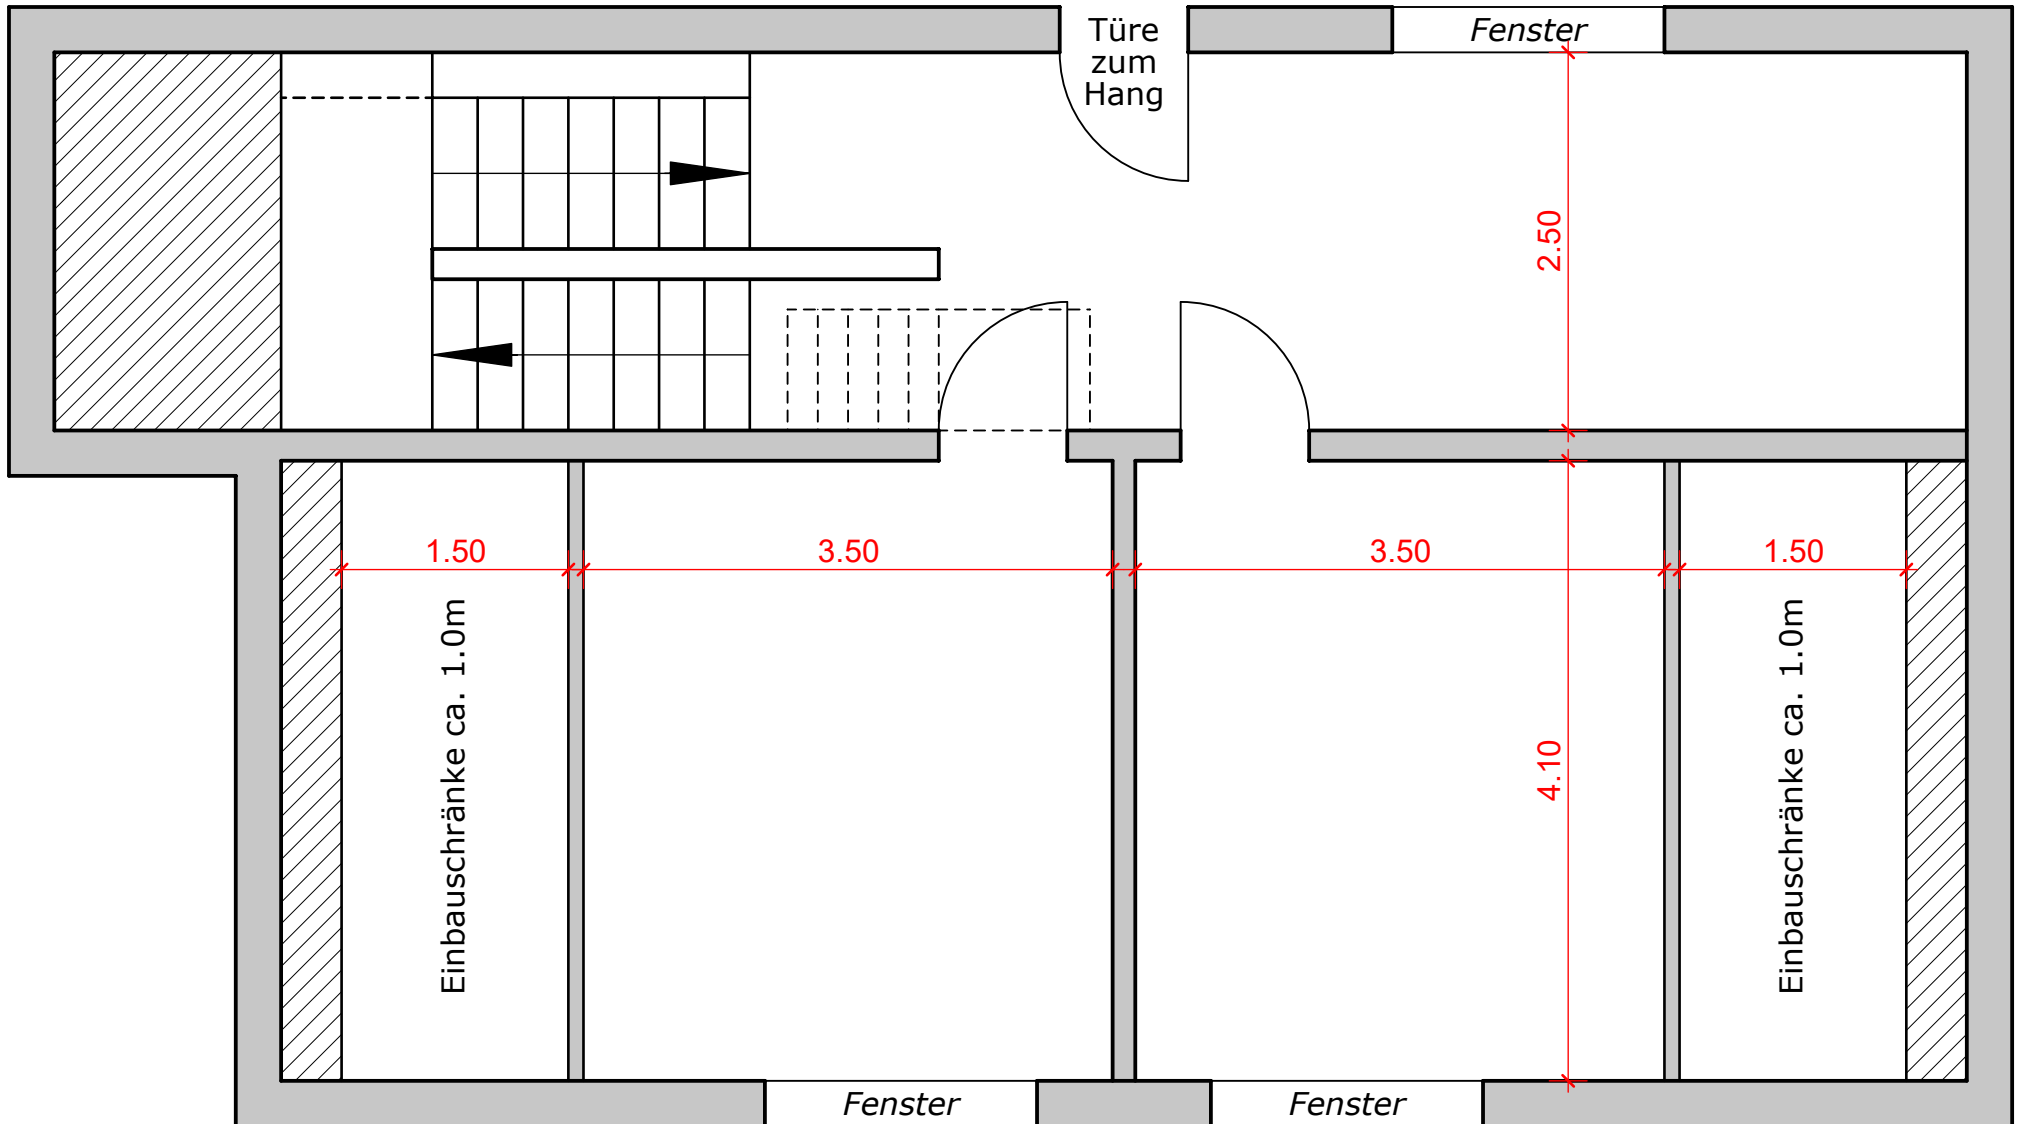 Türe
zum
Hang
Fenster
2.50
1.50
3.50
3.50
1.50
Einbauschränke ca. 1.0m
4.10
Einbauschränke ca. 1.0m
Fenster
Fenster